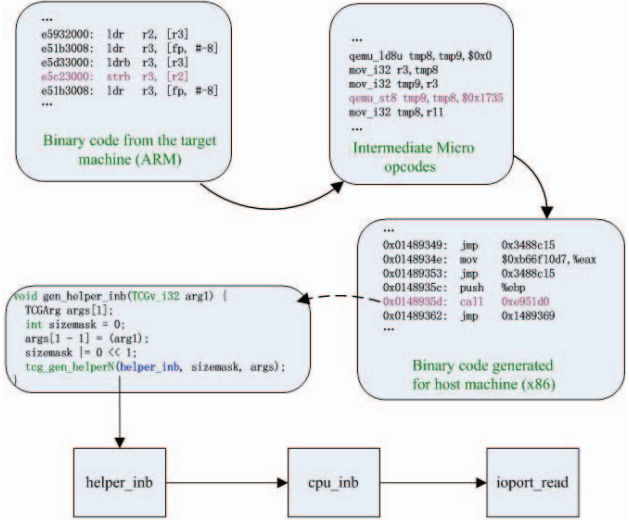 ...
e5932000:  ldr   r2, [r3]
e51b3008:  ldr   r3, [fp, #-8]
e5d33000:  ldrb  r3, [r3]
e5c23000:  strb  r3, [r2]
e51b3008:  ldr   r3, [fp, #-8]
...
Binary code from the target
machine (ARM)
...
qemu_ld8u tmp8, tmp9, $0x0
mov_i32 r3, tmp8
mov_i32 tmp9, r3
qemu_st8 tmp9, tmp8, $0x1735
mov_i32 tmp8, r11
...
Intermediate Micro
opcodes
...
0x01489349:  jmp    0x3488c15
0x0148934e:  mov    $0xb66f10d7, %eax
0x01489353:  jmp    0x3488c15
0x0148935c:  push   %ebp
0x0148935d:  call   0xe951d0
0x01489362:  jmp    0x1489369
...
Binary code generated
for host machine (x86)
void gen_helper_inb(TCGv_i32 arg1) {
TCGArg args[1];
int sizemask = 0;
args[1 - 1] = (arg1);
sizemask |= 0 << 1;
tcg_gen_helperN(helper_inb, sizemask, args);
}
helper_inb
cpu_inb
ioport_read